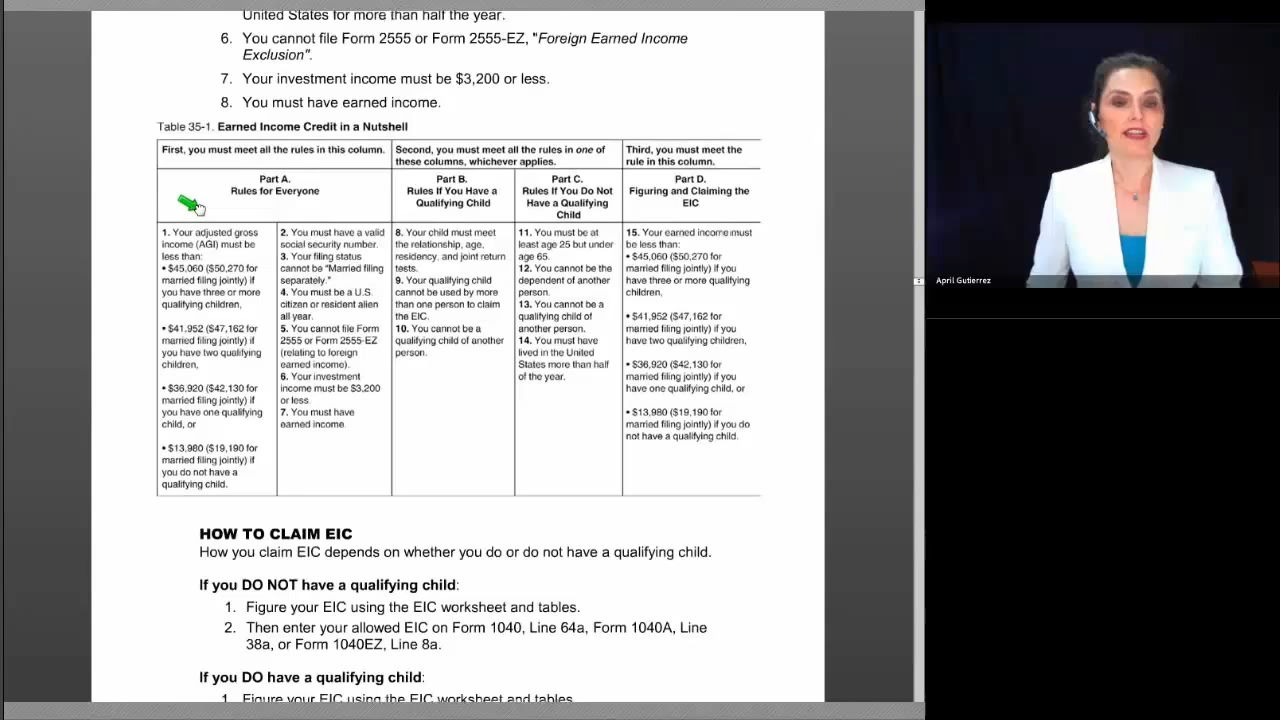 United States for more than half the year.
6. You cannot file Form 2555 or Form 2555-EZ, "Foreign Earned Income
Exclusion".
7. Your investment income must be $3,200 or less.
8. You must have earned income.
Table 35-1. Earned Income Credit in a Nutshell
First, you must meet all the rules in this column.
Second, you must meet all the rules in one of
these columns, whichever applies.
Third, you must meet the
rule in this column.
Part A.
Rules for Everyone
Part B.
Rules If You Have a
Qualifying Child
Part C.
Rules If You Do Not
Have a Qualifying
Child
Part D.
Figuring and Claiming the
EIC
1. Your adjusted gross
income (AGI) must be
less than:
• $45,060 ($50,270 for
married filing jointly) if
you have three or more
qualifying children,
• $41,952 ($47,162 for
married filing jointly) if
you have two qualifying
children,
• $36,920 ($42,130 for
married filing jointly) if
you have one qualifying
child, or
• $13,980 ($19,190 for
married filing jointly) if
you do not have a
qualifying child.
2. You must have a valid
social security number.
3. Your filing status
cannot be "Married filing
separately."
4. You must be a U.S.
citizen or resident alien
all year.
5. You cannot file Form
2555 or Form 2555-EZ
(relating to foreign
earned income).
6. Your investment
income must be $3,200
or less.
7. You must have
earned income.
8. Your child must meet
the relationship, age,
residency, and joint return
tests.
9. Your qualifying child
cannot be used by more
than one person to claim
the EIC.
10. You cannot be a
qualifying child of another
person.
11. You must be at
least age 25 but under
age 65.
12. You cannot be the
dependent of another
person.
13. You cannot be a
qualifying child of
another person.
14. You must have
lived in the United
States more than half
of the year.
15. Your earned income must
be less than:
• $45,060 ($50,270 for
married filing jointly) if you
have three or more qualifying
children,
• $41,952 ($47,162 for
married filing jointly) if you
have two qualifying children,
• $36,920 ($42,130 for
married filing jointly) if you
have one qualifying child, or
• $13,980 ($19,190 for
married filing jointly) if you do
not have a qualifying child.
HOW TO CLAIM EIC
How you claim EIC depends on whether you do or do not have a qualifying child.
If you DO NOT have a qualifying child:
1. Figure your EIC using the EIC worksheet and tables.
2. Then enter your allowed EIC on Form 1040, Line 64a, Form 1040A, Line
38a, or Form 1040EZ, Line 8a.
If you DO have a qualifying child:
1. Figure your EIC using the EIC worksheet and tables
April Gutierrez